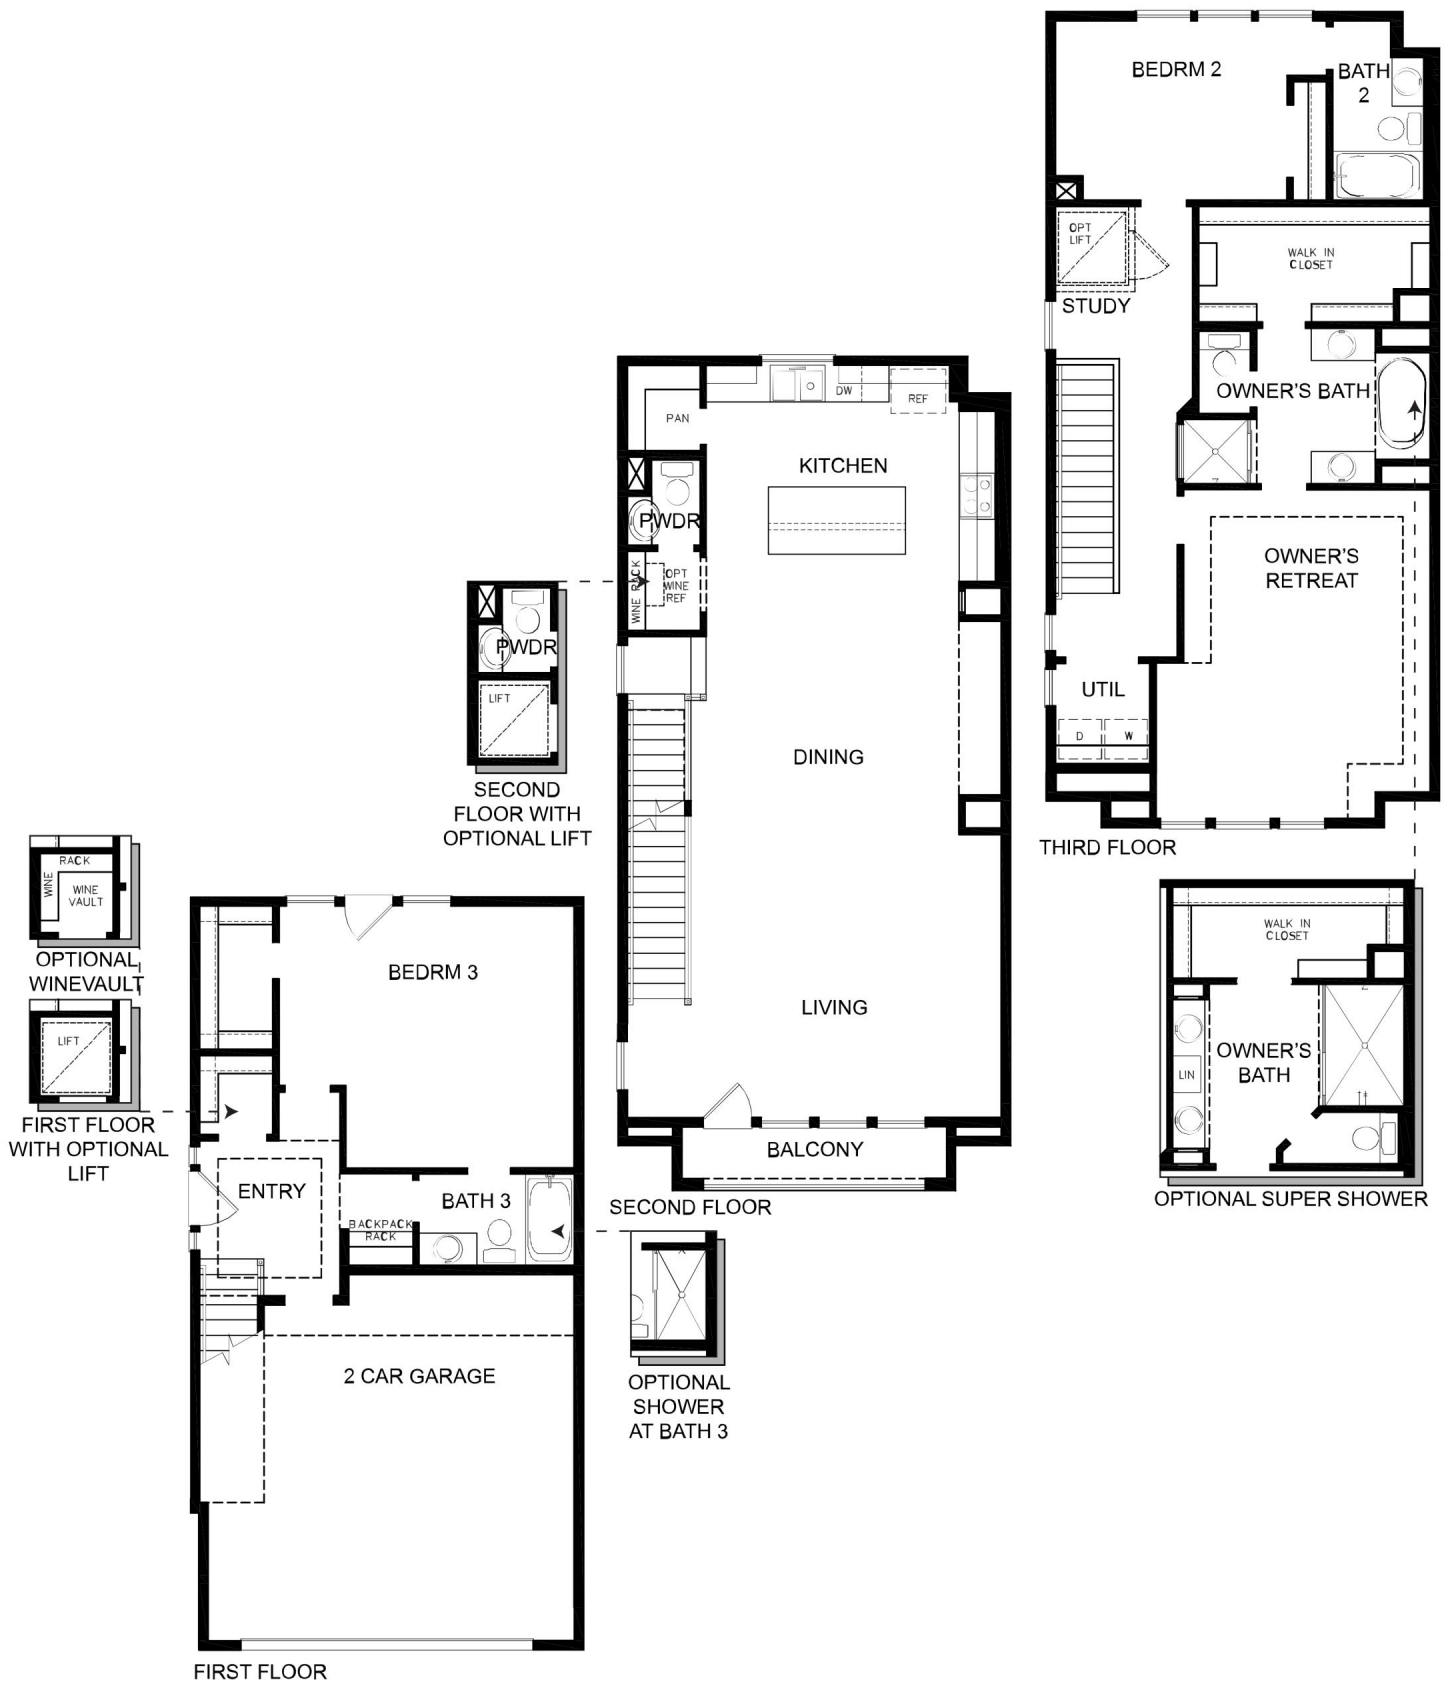 BEDRM 2
BATH
2
OPT
LIFT
WALK IN
CLOSET
STUDY
OWNER'S BATH
OWNER'S
RETREAT
UTIL
D
W
THIRD FLOOR
PAN
DW
REF
KITCHEN
PWDR
WINE RACK
OPT
WINE
REF
DINING
LIVING
BALCONY
SECOND FLOOR
PWDR
LIFT
SECOND
FLOOR WITH
OPTIONAL LIFT
RACK
WINE
WINE
VAULT
OPTIONAL
WINEVAULT
LIFT
FIRST FLOOR
WITH OPTIONAL
LIFT
BEDRM 3
ENTRY
BATH 3
BACKPACK
RACK
2 CAR GARAGE
FIRST FLOOR
OPTIONAL
SHOWER
AT BATH 3
WALK IN
CLOSET
OWNER'S
BATH
LIN
OPTIONAL SUPER SHOWER